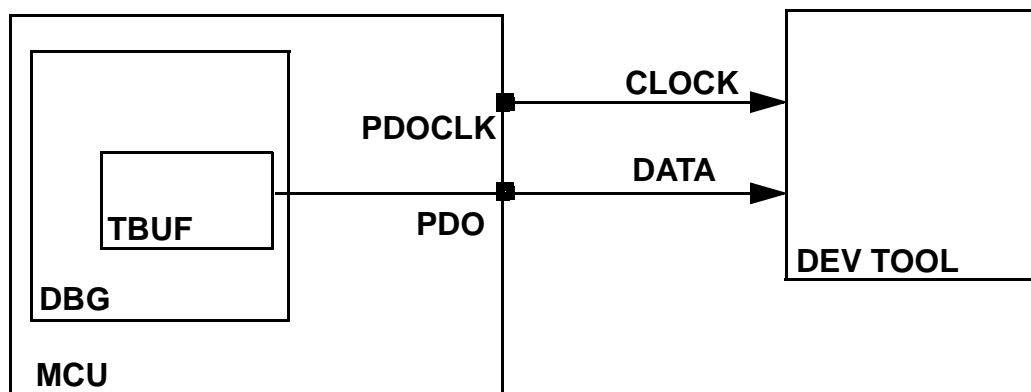 CLOCK
PDOCLK
DATA
TBUF
PDO
DEV TOOL
DBG
MCU